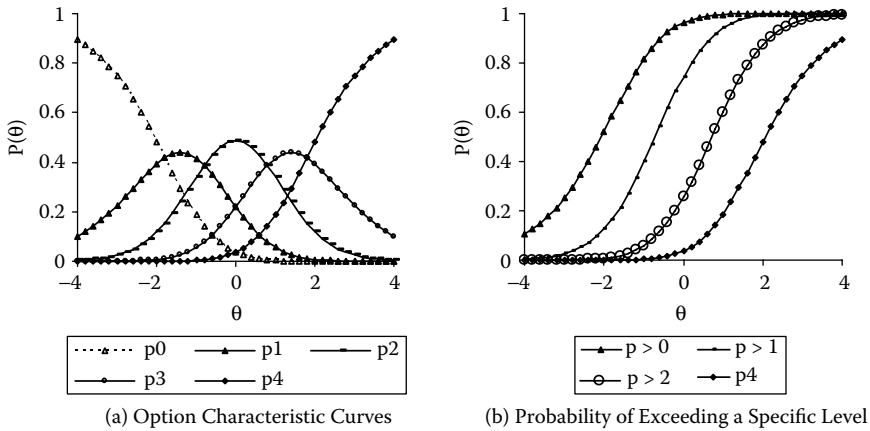 1
0.8
0.6
0.4
0.2
0
P(θ)
−4
−2
0
2
4
θ
p0
p1
p2
p3
p4
(a) Option Characteristic Curves
1
0.8
0.6
0.4
0.2
0
P(θ)
−4
−2
0
2
4
θ
p > 0
p > 1
p > 2
p4
(b) Probability of Exceeding a Specific Level